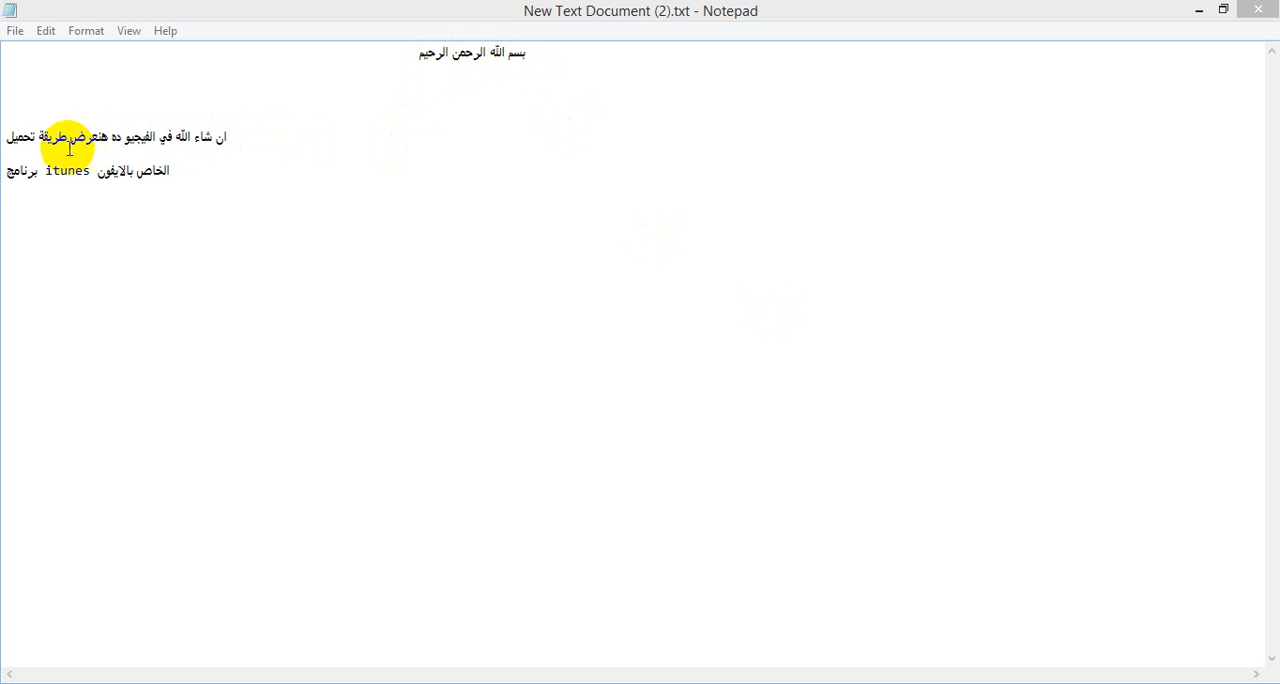 New Text Document (2).txt - Notepad
File Edit Format View Help
بسم الله الرحمن الرحيم
ان شاء الله في الفيجيو ده هنعرض طريقة تحميل
برنامج itunes الخاص بالايفون